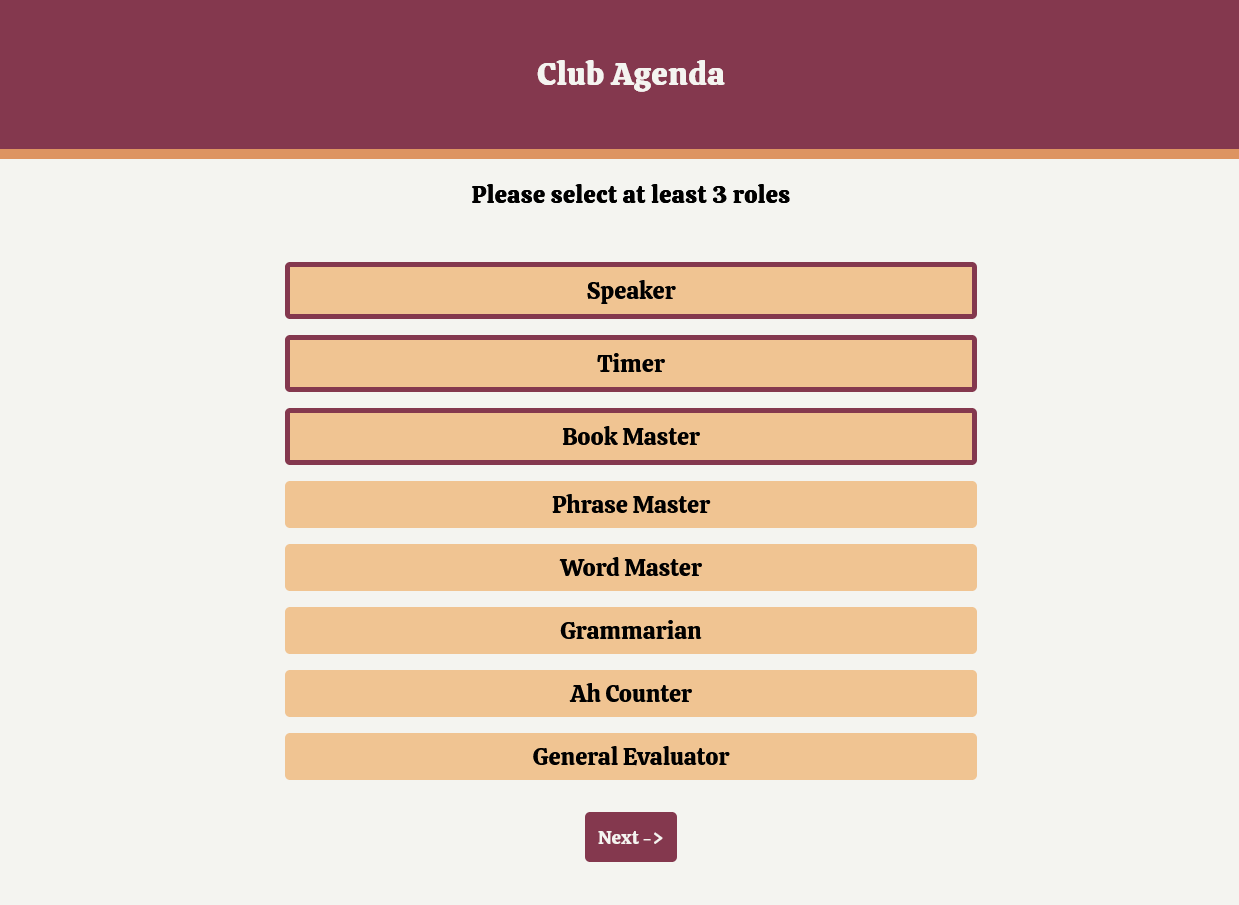 Club Agenda
Please select at least 3 roles
Speaker
Timer
Book Master
Phrase Master
Word Master
Grammarian
Ah Counter
General Evaluator
Next ->